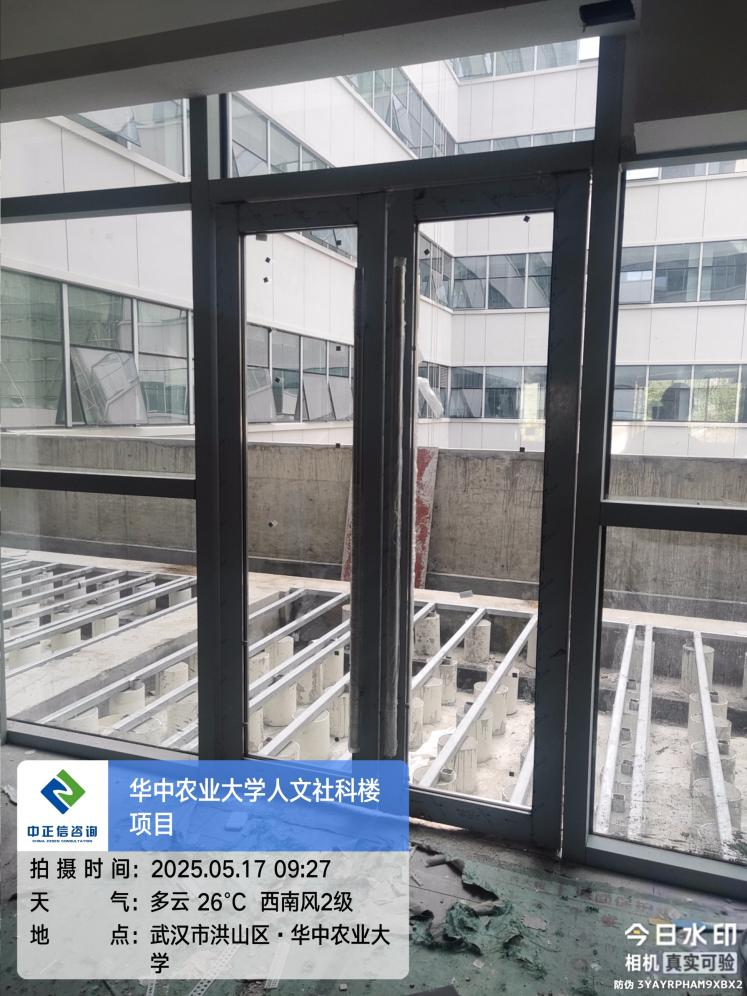 中正信咨询
CHINA ZEXIN CONSULTATION
华中农业大学人文社科楼
项目
拍摄时间：2025.05.17 09:27
天气：多云 26°C 西南风2级
地点：武汉市洪山区·华中农业大
学
今日水印
相机 真实可验
防伪 3YAYRPHAM9XBX2